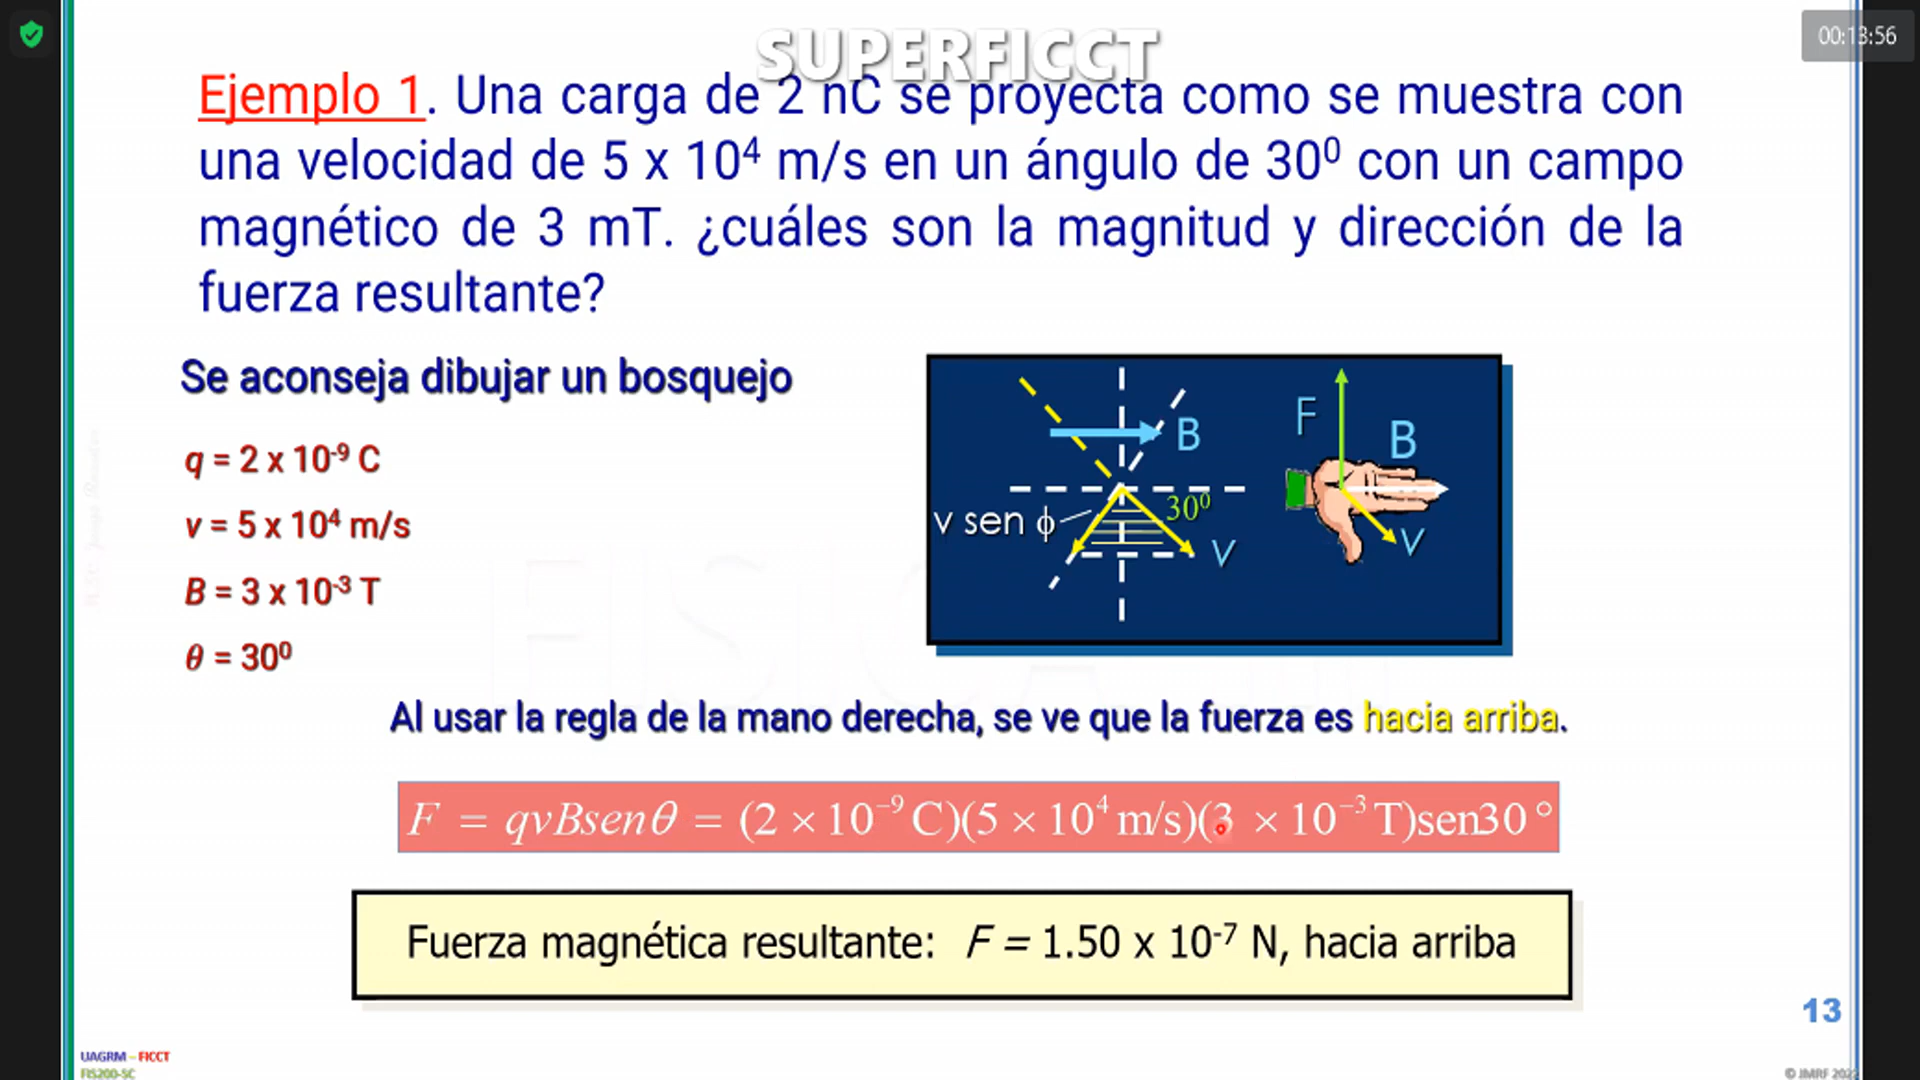 SUPERFICCT
00:13:56
Ejemplo 1. Una carga de 2 nC se proyecta como se muestra con
una velocidad de 5 x 10⁴ m/s en un ángulo de 30⁰ con un campo
magnético de 3 mT. ¿cuáles son la magnitud y dirección de la
fuerza resultante?
Se aconseja dibujar un bosquejo
q = 2 x 10⁻⁹ C
v = 5 x 10⁴ m/s
B = 3 x 10⁻³ T
θ = 30⁰
B
30⁰
v sen ϕ
v
F
B
v
Al usar la regla de la mano derecha, se ve que la fuerza es hacia arriba.
F = qvBsenθ = (2 × 10⁻⁹ C)(5 × 10⁴ m/s)(3 × 10⁻³ T)sen30°
Fuerza magnética resultante: F = 1.50 x 10⁻⁷ N, hacia arriba
13
UAGRM – FICCT
FIS200-SC
© JMRF 2022